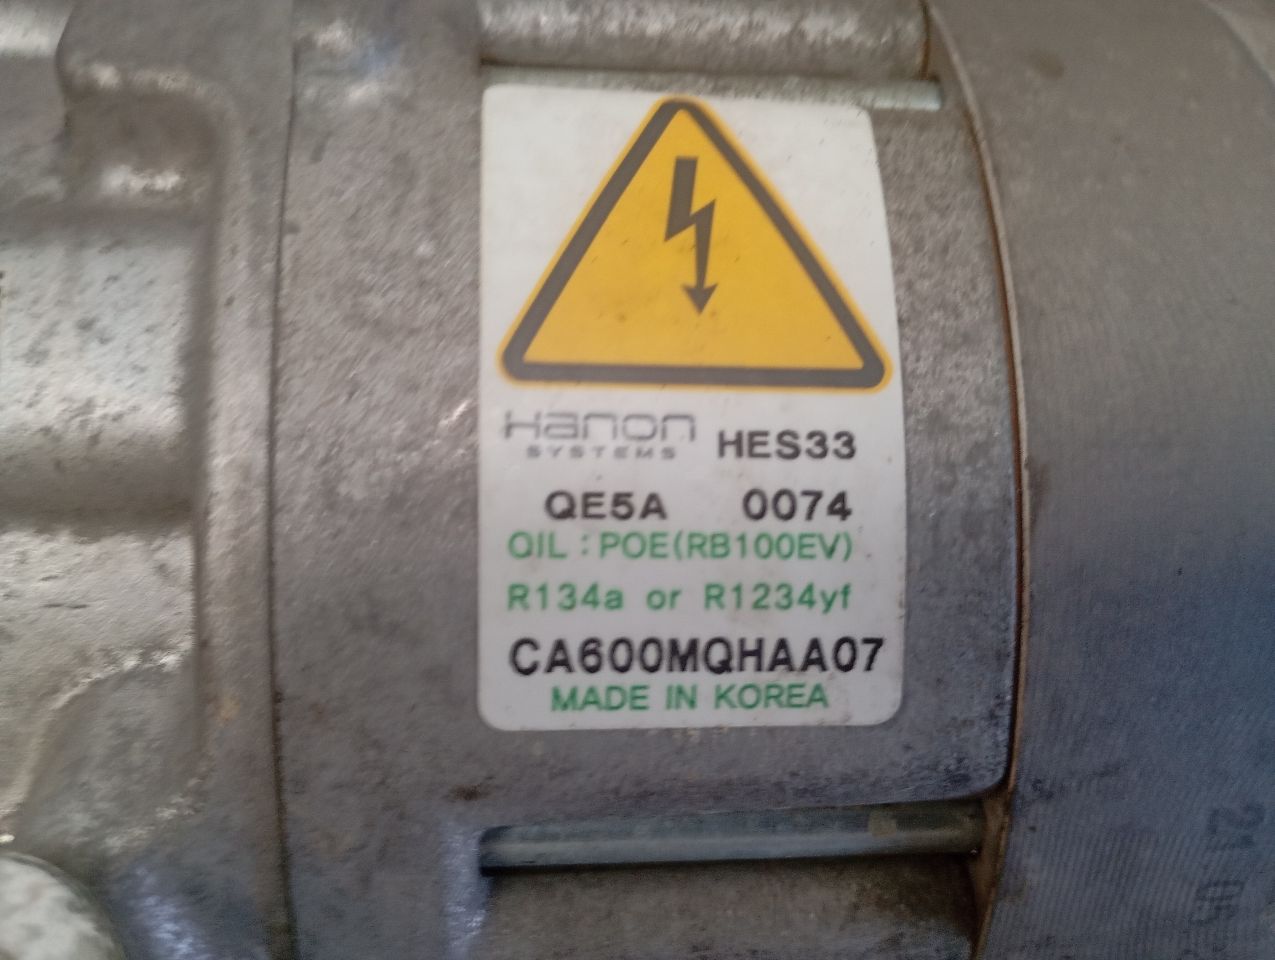 Hanon
SYSTEMS
HES33
QE5A 0074
OIL : POE(RB100EV)
R134a or R1234yf
CA600MQHAA07
MADE IN KOREA